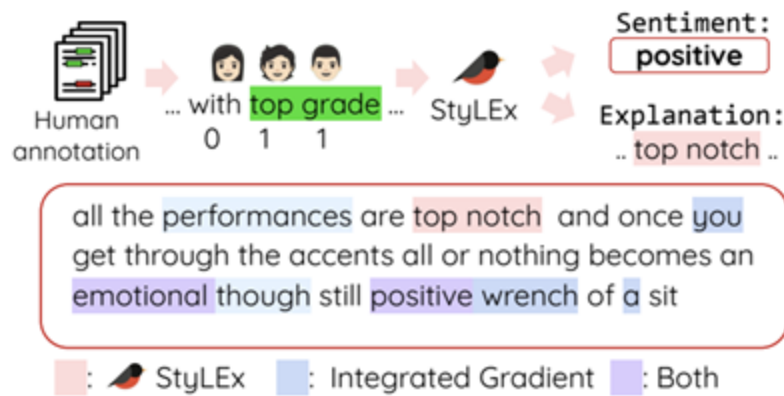 Human
annotation
... with top grade ...
0 1 1
StyLEx
Sentiment:
positive
Explanation:
.. top notch ..
all the performances are top notch and once you
get through the accents all or nothing becomes an
emotional though still positive wrench of a sit
: StyLEx : Integrated Gradient : Both